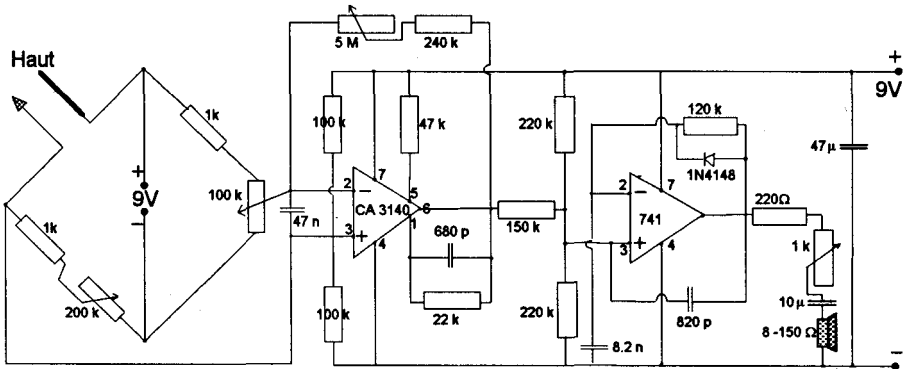 Haut
1k
+
9V
−
1k
200 k
100 k
47 n
5 M
240 k
100 k
100 k
47 k
2
−
3
+
CA 3140
7
5
6
1
4
680 p
22 k
150 k
220 k
220 k
8.2 n
120 k
1N4148
2
−
3
+
741
7
4
820 p
220Ω
1 k
10 µ
8 -150 Ω
47 µ
+
9V
−